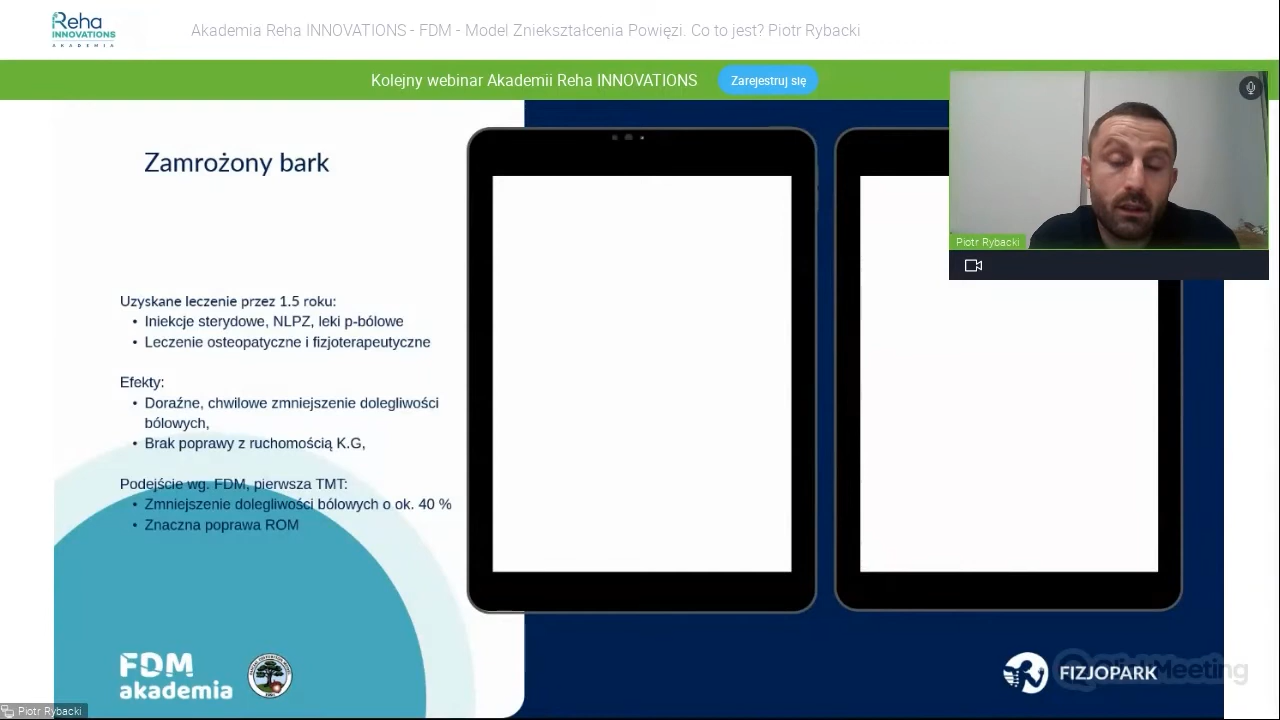 Reha
INNOVATIONS
AKADEMIA
Akademia Reha INNOVATIONS - FDM - Model Zniekształcenia Powięzi. Co to jest? Piotr Rybacki
Kolejny webinar Akademii Reha INNOVATIONS
Zarejestruj się
Piotr Rybacki
Zamrożony bark
Uzyskane leczenie przez 1.5 roku:
• Iniekcje sterydowe, NLPZ, leki p-bólowe
• Leczenie osteopatyczne i fizjoterapeutyczne
Efekty:
• Doraźne, chwilowe zmniejszenie dolegliwości
bólowych,
• Brak poprawy z ruchomością K.G,
Podejście wg. FDM, pierwsza TMT:
• Zmniejszenie dolegliwości bólowych o ok. 40 %
• Znaczna poprawa ROM
FDM
akademia
FIZJOPARK
ClickMeeting
Piotr Rybacki